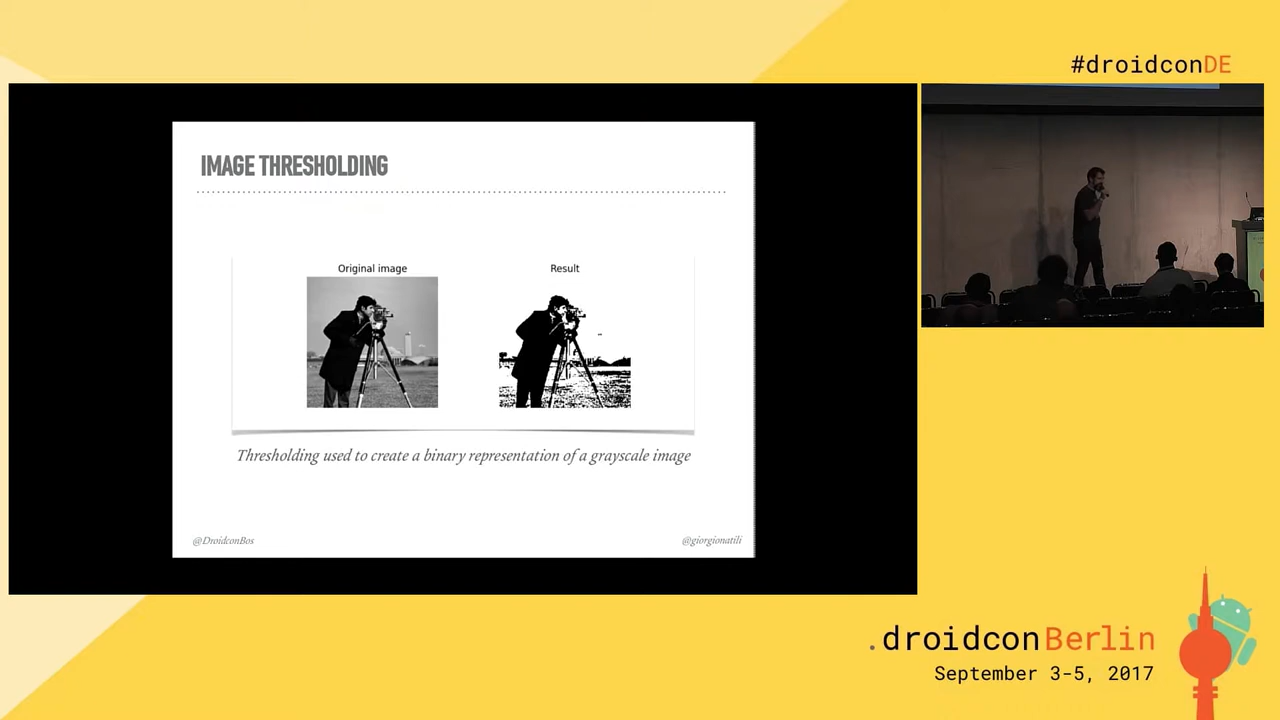 #droidconDE
IMAGE THRESHOLDING
Original image
Result
Thresholding used to create a binary representation of a grayscale image
@DroidconBos
@giorgionatili
.droidconBerlin
September 3-5, 2017